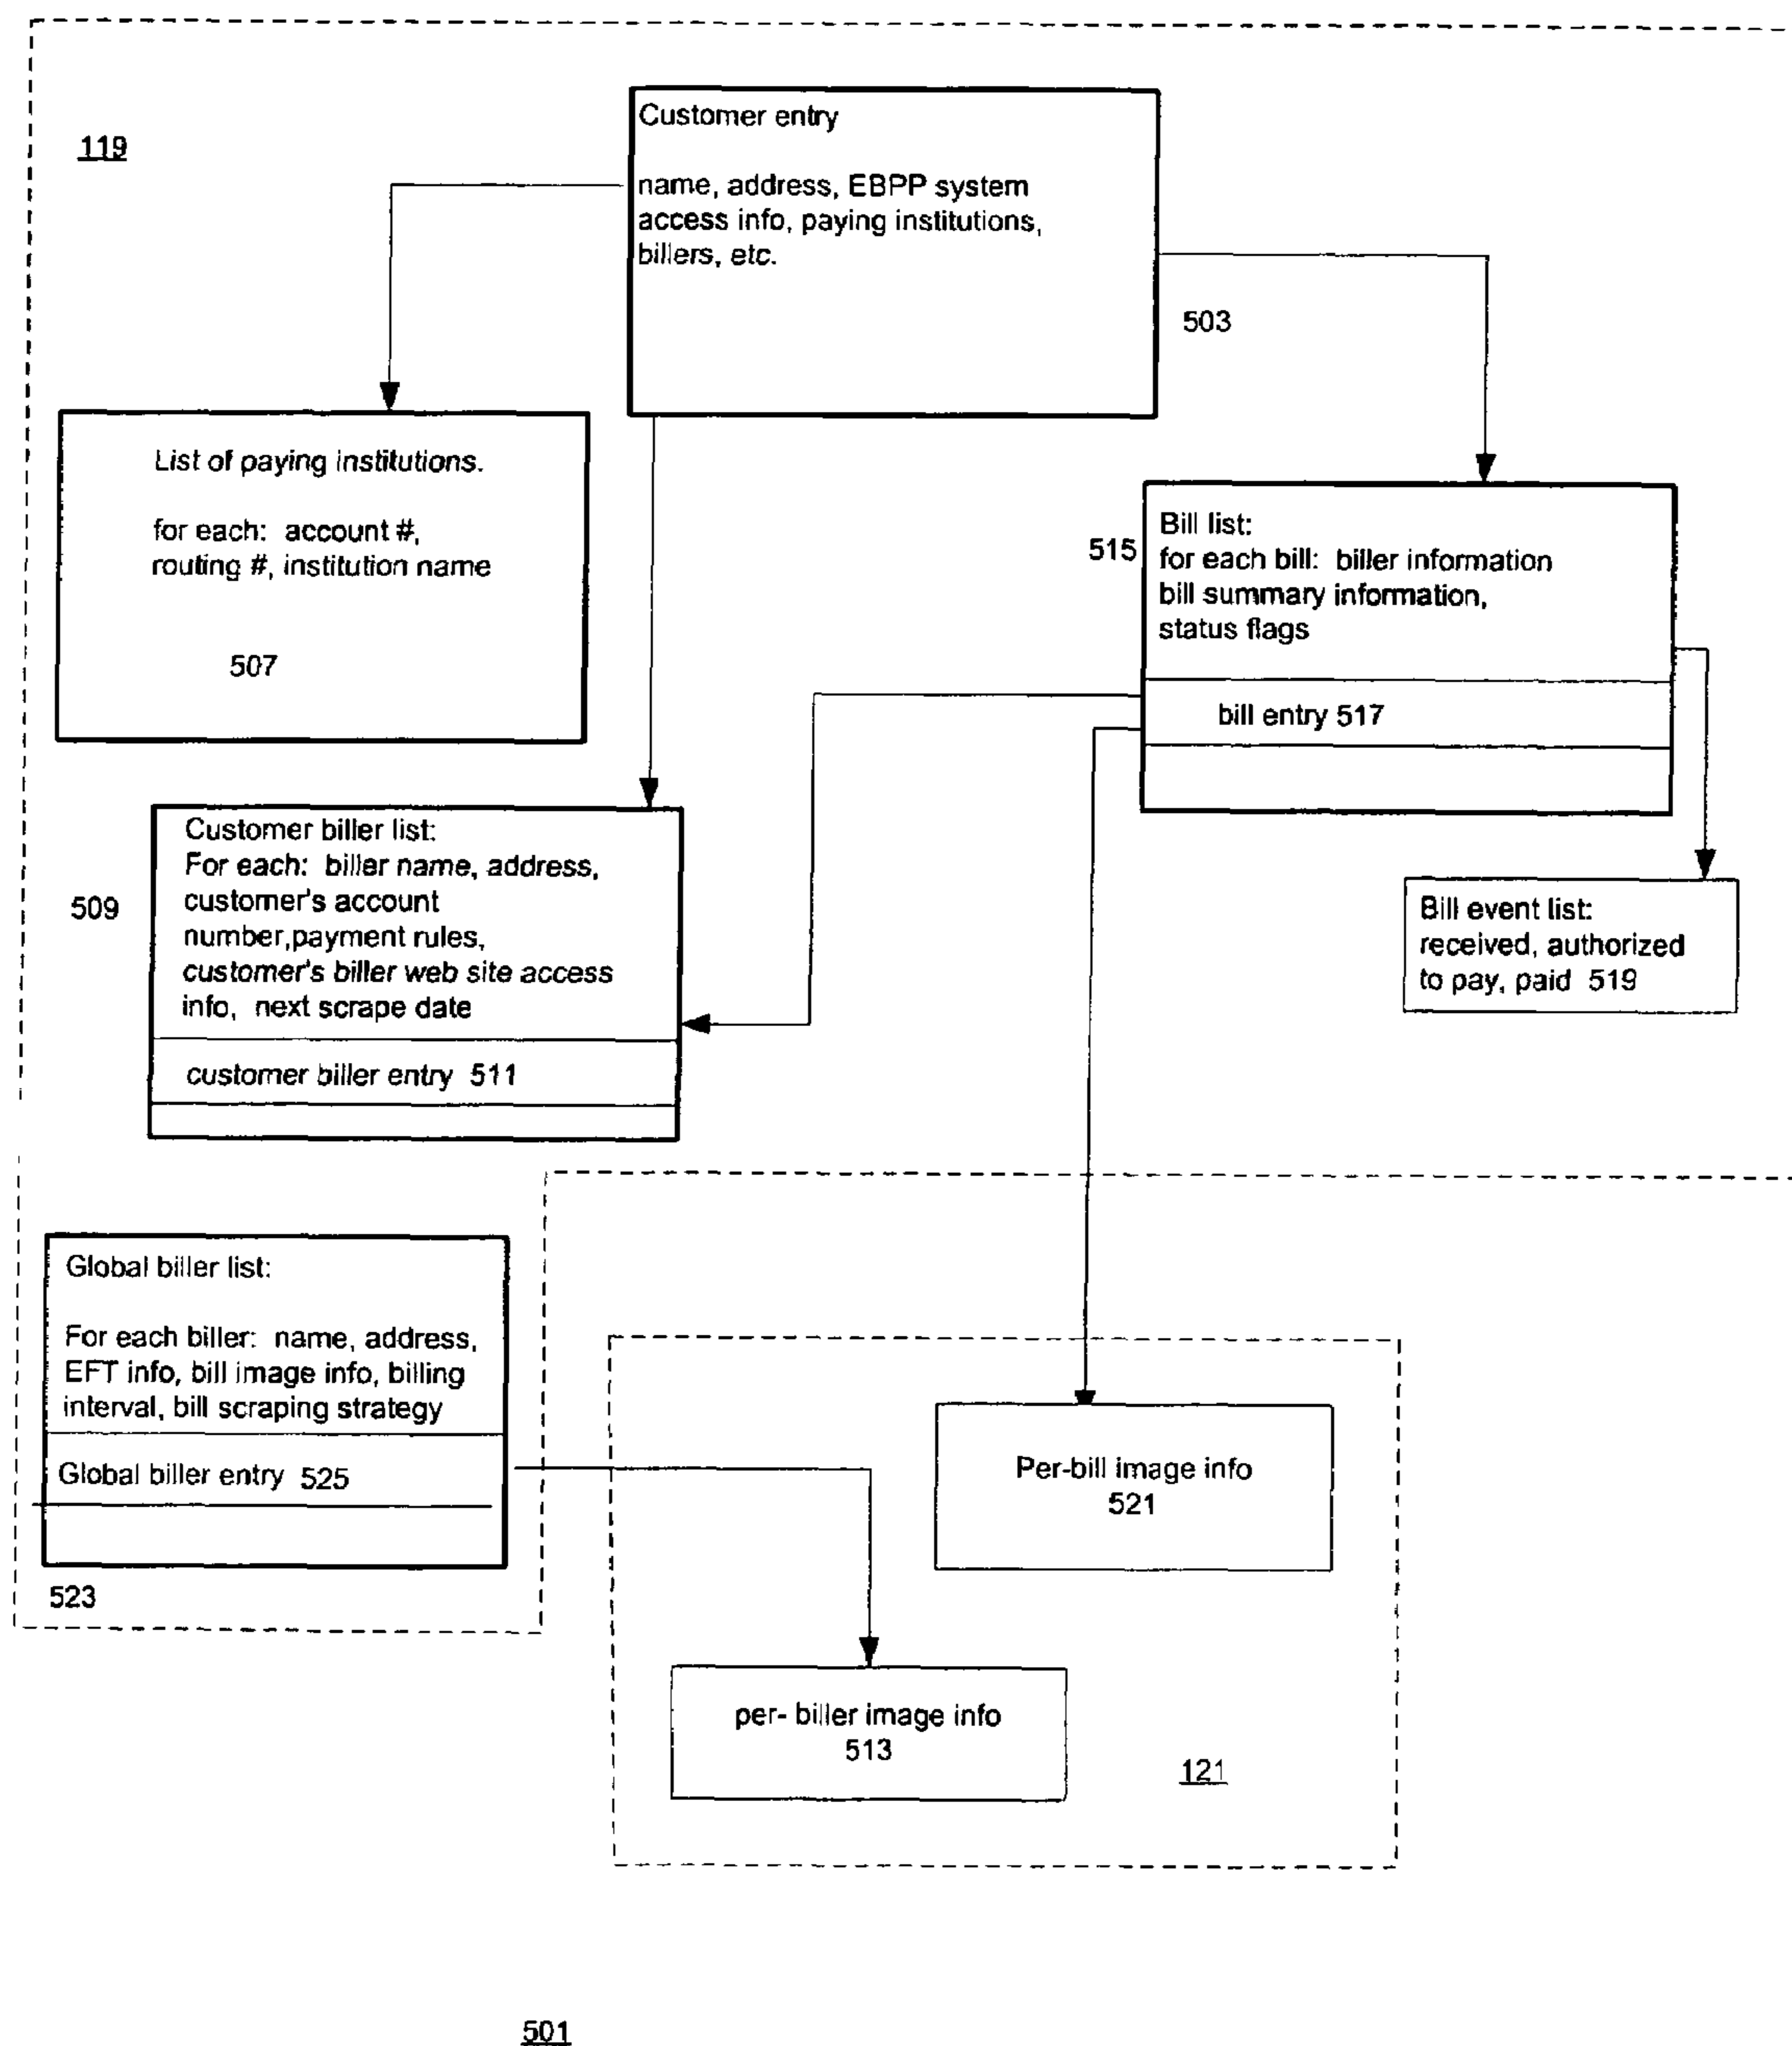 119
Customer entry
name, address, EBPP system
access info, paying institutions,
billers, etc.
503
List of paying institutions.
for each: account #,
routing #, institution name
507
515
Bill list:
for each bill: biller information
bill summary information,
status flags
bill entry 517
509
Customer biller list:
For each: biller name, address,
customer's account
number,payment rules,
customer's biller web site access
info, next scrape date
customer biller entry 511
Bill event list:
received, authorized
to pay, paid 519
Global biller list:
For each biller: name, address,
EFT info, bill image info, billing
interval, bill scraping strategy
Global biller entry 525
523
Per-bill image info
521
per- biller image info
513
121
501